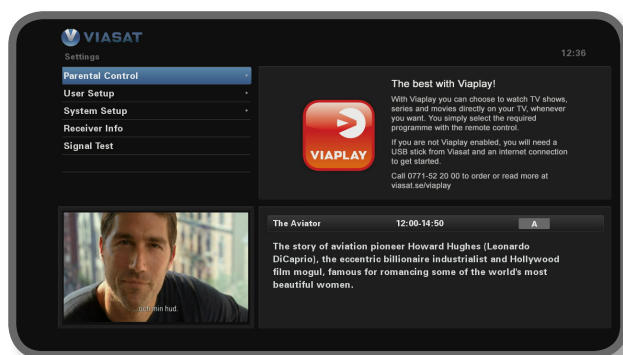 VIASAT
Settings
12:36
Parental Control
User Setup
System Setup
Receiver Info
Signal Test
The best with Viaplay!
With Viaplay you can choose to watch TV shows,
series and movies directly on your TV, whenever
you want. You simply select the required
programme with the remote control.
If you are not Viaplay enabled, you will need a
USB stick from Viasat and an internet connection
to get started.
Call 0771-52 20 00 to order or read more at
viasat.se/viaplay
VIAPLAY
The Aviator 12:00-14:50 A
The story of aviation pioneer Howard Hughes (Leonardo
DiCaprio), the eccentric billionaire industrialist and Hollywood
film mogul, famous for romancing some of the world's most
beautiful women.
min hud.